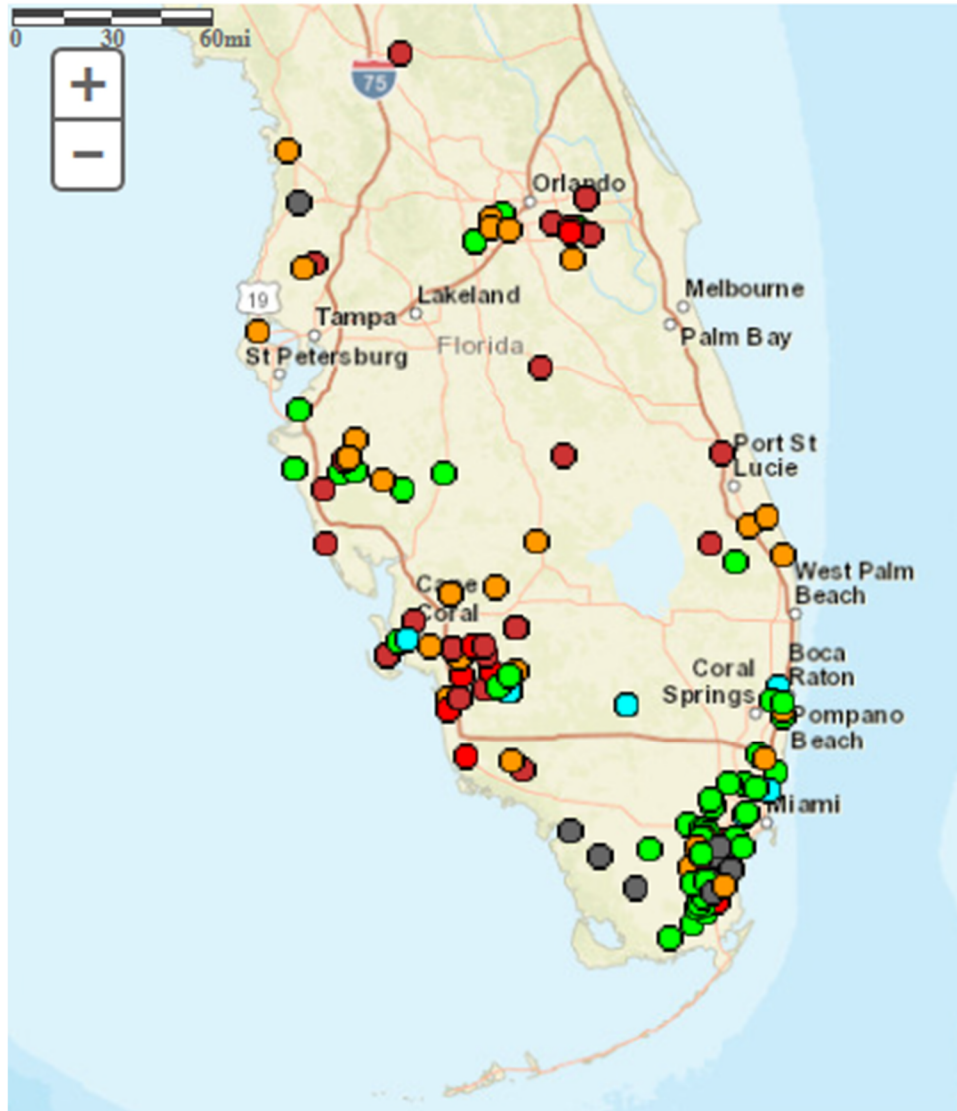 0 30 60mi
+
−
75
Orlando
Melbourne
Lakeland
19
Tampa
Palm Bay
Florida
St Petersburg
Port St
Lucie
West Palm
Beach
Cape
Coral
Boca
Raton
Coral
Springs
Pompano
Beach
Miami